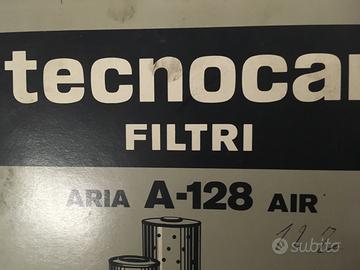 tecnocar
FILTRI
ARIA A-128 AIR
subito